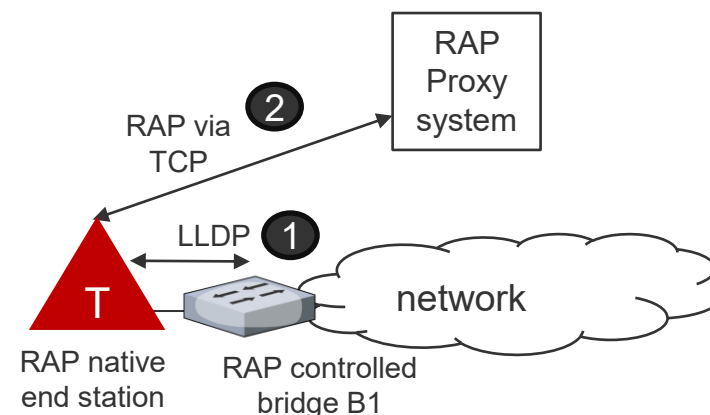 RAP
Proxy
system
2
RAP via
TCP
LLDP
1
T
network
RAP native
end station
RAP controlled
bridge B1